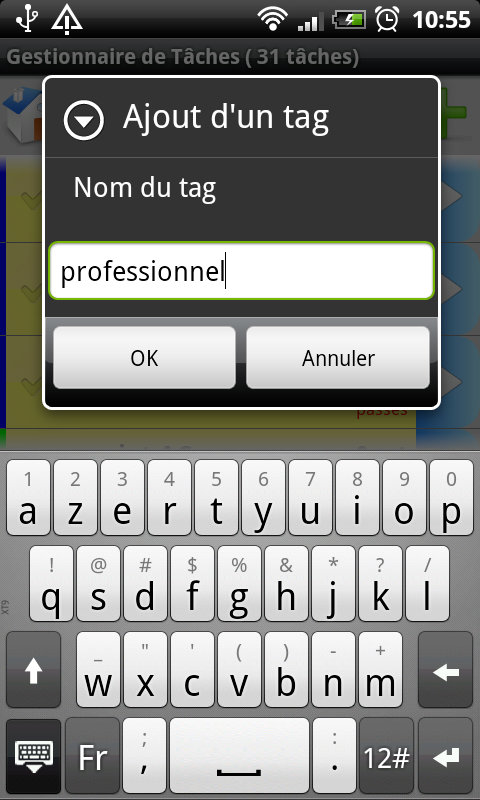 10:55
Gestionnaire de Tâches ( 31 tâches)
Ajout d'un tag
Nom du tag
professionnel
OK Annuler
passés
1 2 3 4 5 6 7 8 9 0
a z e r t y u i o p
! @ # $ % & * ? /
q s d f g h j k l
XT9
_ " ' ( ) - +
w x c v b n m
; :
Fr , . 12#